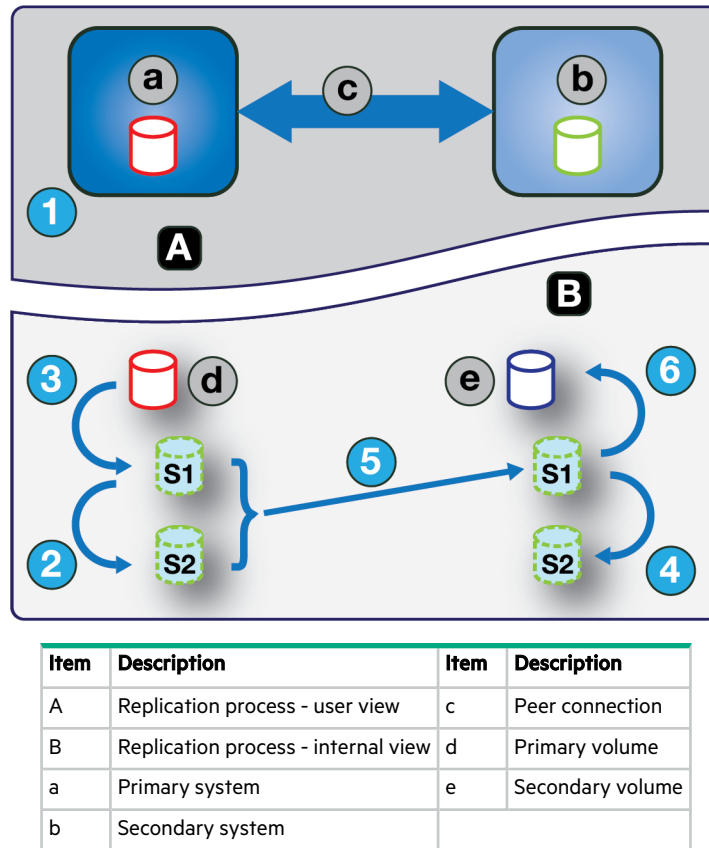 a
c
b
1
A
B
3
d
e
6
S1
5
S1
2
S2
S2
4
Item Description Item Description
A Replication process - user view c Peer connection
B Replication process - internal view d Primary volume
a Primary system e Secondary volume
b Secondary system